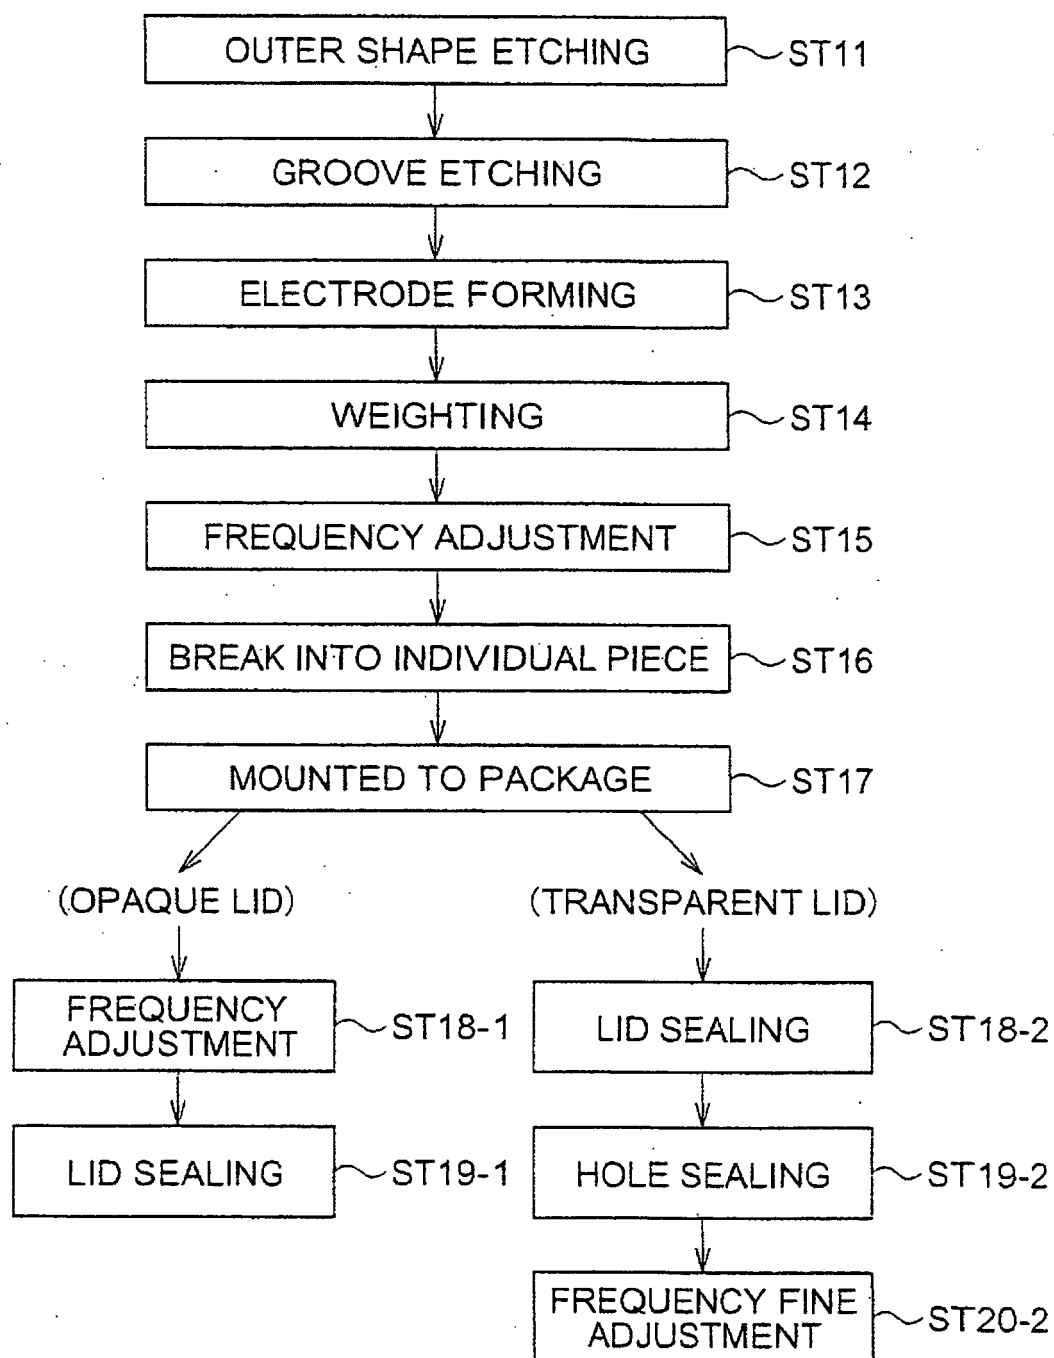 OUTER SHAPE ETCHING ST11
GROOVE ETCHING ST12
ELECTRODE FORMING ST13
WEIGHTING ST14
FREQUENCY ADJUSTMENT ST15
BREAK INTO INDIVIDUAL PIECE ST16
MOUNTED TO PACKAGE ST17
(OPAQUE LID)
FREQUENCY
ADJUSTMENT ST18-1
LID SEALING ST19-1
(TRANSPARENT LID)
LID SEALING ST18-2
HOLE SEALING ST19-2
FREQUENCY FINE
ADJUSTMENT ST20-2